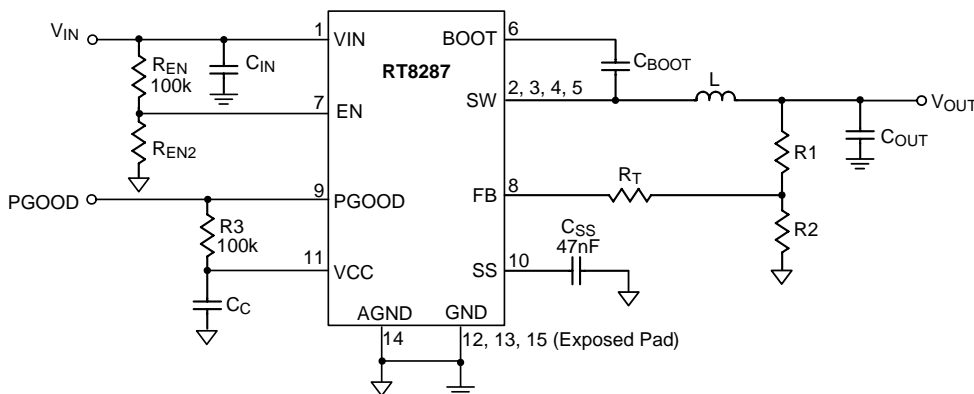 VIN
REN
100k
CIN
REN2
PGOOD
R3
100k
CC
1
7
9
11
VIN
EN
PGOOD
VCC
RT8287
BOOT
SW
FB
SS
AGND
GND
14
12, 13, 15 (Exposed Pad)
6
2, 3, 4, 5
8
10
CBOOT
L
VOUT
COUT
R1
RT
R2
CSS
47nF